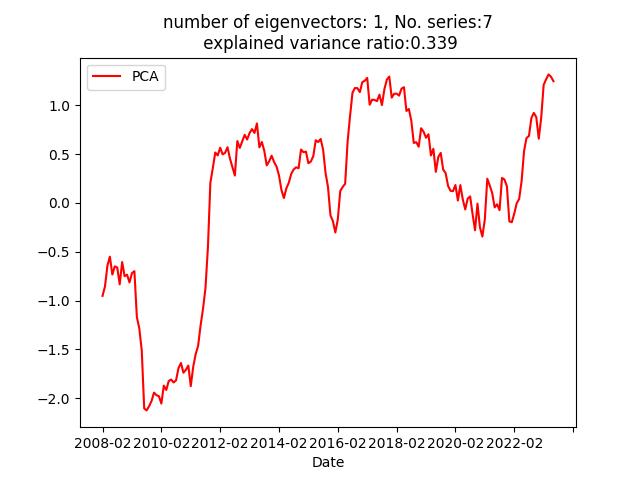 number of eigenvectors: 1, No. series:7
explained variance ratio:0.339
PCA
1.0
0.5
0.0
−0.5
−1.0
−1.5
−2.0
2008-02 2010-02 2012-02 2014-02 2016-02 2018-02 2020-02 2022-02
Date